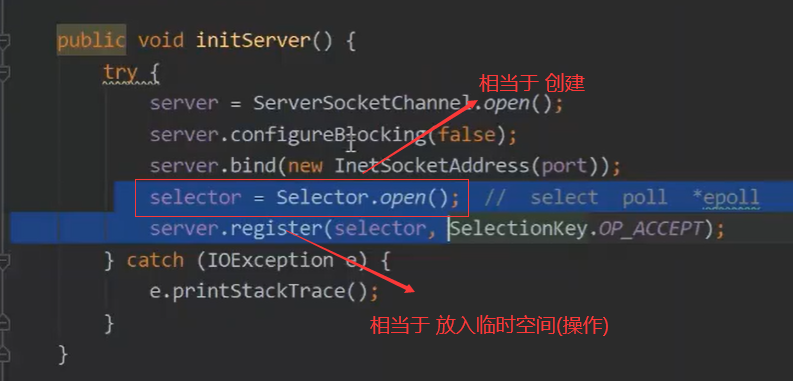 public void initServer() {
try {
相当于 创建
server = ServerSocketChannel.open();
server.configureBlocking(false);
server.bind(new InetSocketAddress(port));
selector = Selector.open(); // select poll *epoll
server.register(selector, SelectionKey.OP_ACCEPT);
} catch (IOException e) {
e.printStackTrace();
相当于 放入临时空间(操作)
}
}